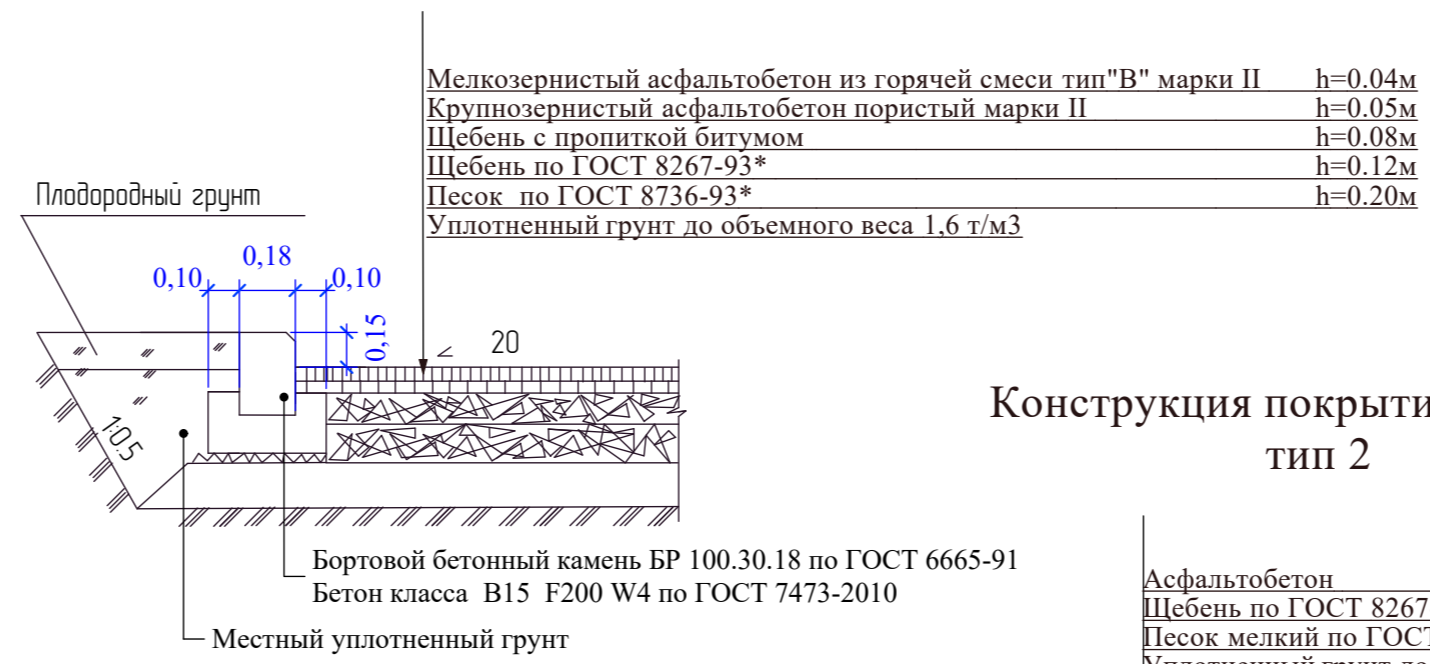 Мелкозернистый асфальтобетон из горячей смеси тип"В" марки II h=0.04м
Крупнозернистый асфальтобетон пористый марки II h=0.05м
Щебень с пропиткой битумом h=0.08м
Щебень по ГОСТ 8267-93* h=0.12м
Песок по ГОСТ 8736-93* h=0.20м
Уплотненный грунт до объемного веса 1,6 т/м3
Плодородный грунт
0,10 0,18 0,10
0,15
20
1:0.5
Бортовой бетонный камень БР 100.30.18 по ГОСТ 6665-91
Бетон класса В15 F200 W4 по ГОСТ 7473-2010
Местный уплотненный грунт
Конструкция покрыти
тип 2
Асфальтобетон
Щебень по ГОСТ 8267
Песок мелкий по ГОСТ
Уплотненный грунт до